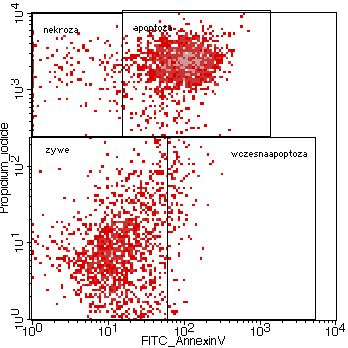 10^4
nekroza
apoptoza
10^3
Propidium_iodide
10^2
zywe
wczesnaapoptoza
10^1
10^0
10^0 10^1 10^2 10^3 10^4
FITC_AnnexinV